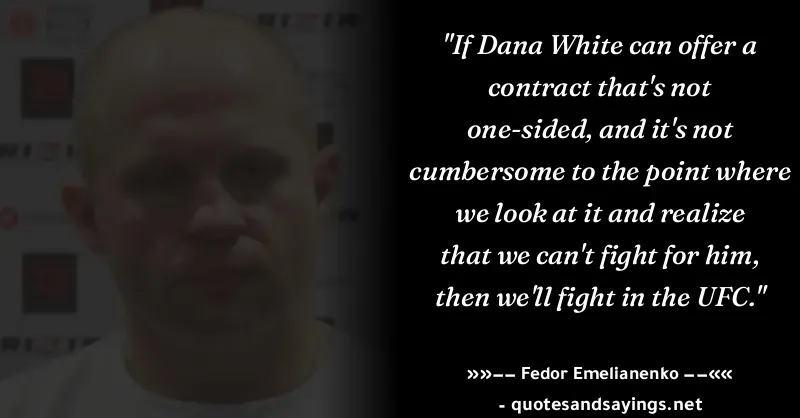 "If Dana White can offer a
contract that's not
one-sided, and it's not
cumbersome to the point where
we look at it and realize
that we can't fight for him,
then we'll fight in the UFC."
»»−− Fedor Emelianenko −−««
- quotesandsayings.net